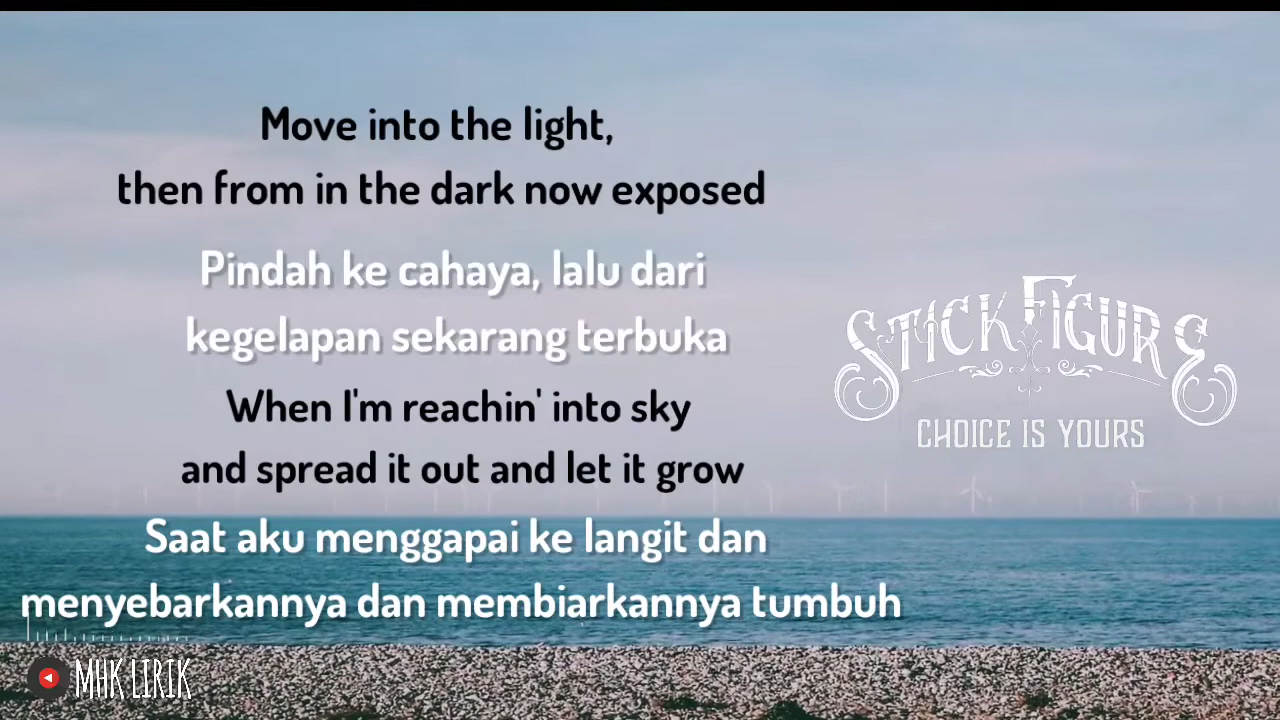 Move into the light,
then from in the dark now exposed
Pindah ke cahaya, lalu dari
kegelapan sekarang terbuka
When I'm reachin' into sky
and spread it out and let it grow
Saat aku menggapai ke langit dan
menyebarkannya dan membiarkannya tumbuh
STICK FIGURE
CHOICE IS YOURS
MHK LIRIK